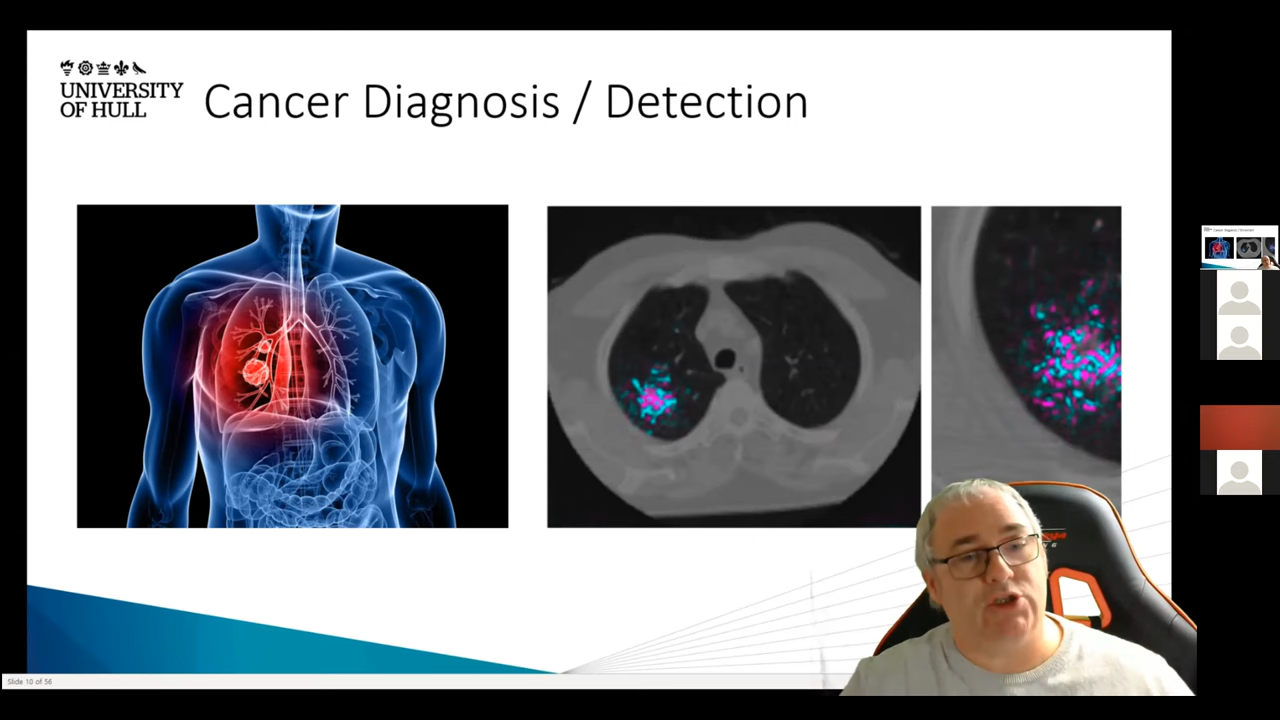 UNIVERSITY
OF HULL
Cancer Diagnosis / Detection
Slide 10 of 56